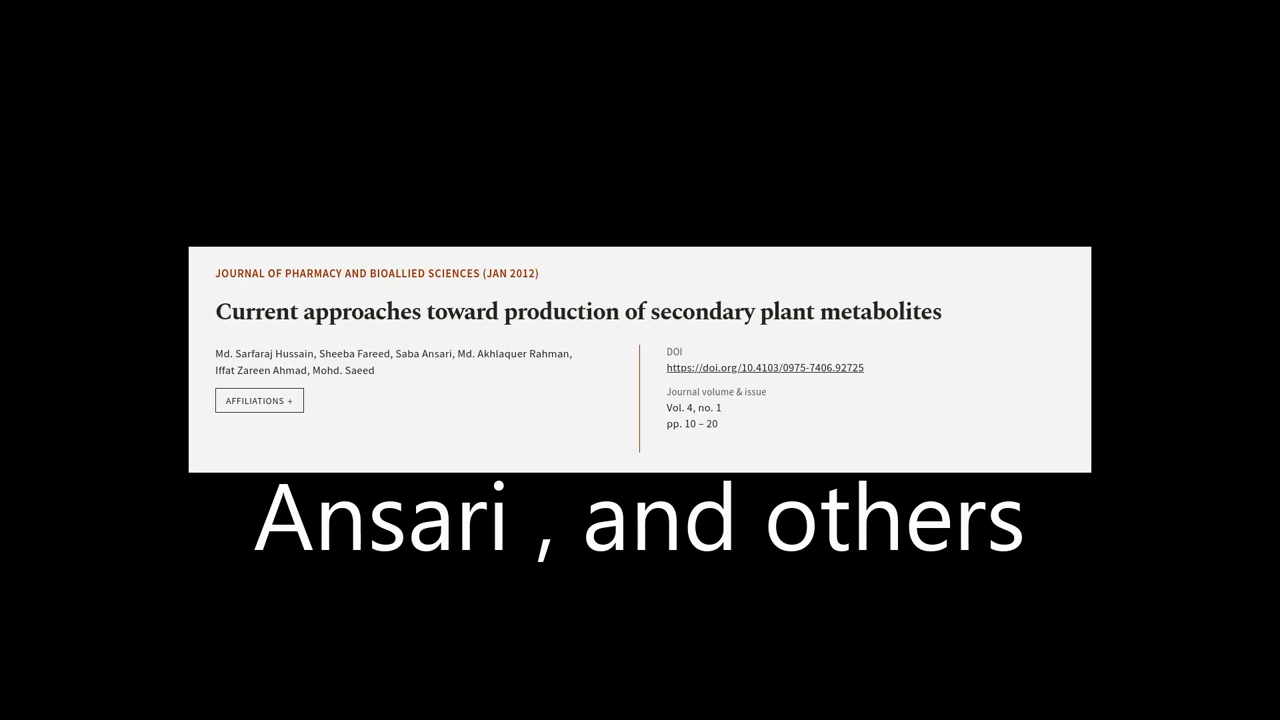 JOURNAL OF PHARMACY AND BIOALLIED SCIENCES (JAN 2012)
Current approaches toward production of secondary plant metabolites
Md. Sarfaraj Hussain, Sheeba Fareed, Saba Ansari, Md. Akhlaquer Rahman,
Iffat Zareen Ahmad, Mohd. Saeed
AFFILIATIONS +
DOI
https://doi.org/10.4103/0975-7406.92725
Journal volume & issue
Vol. 4, no. 1
pp. 10 – 20
Ansari , and others